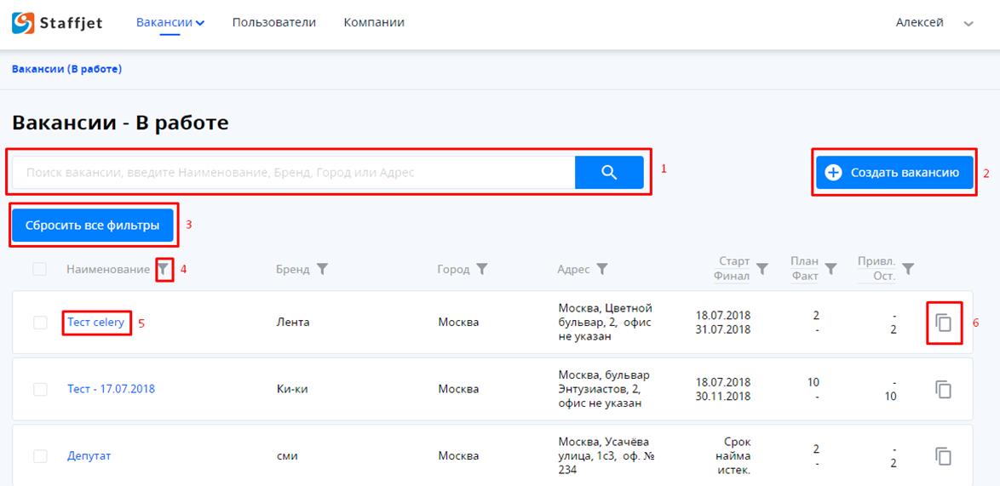 Staffjet Вакансии Пользователи Компании Алексей
Вакансии (В работе)
Вакансии - В работе
Поиск вакансии, введите Наименование, Бренд, Город или Адрес 1 Создать вакансию 2
Сбросить все фильтры 3
Наименование 4 Бренд Город Адрес Старт План Привл.
Финал Факт Ост.
Москва, Цветной 18.07.2018 2 -
Тест celery 5 Лента Москва бульвар, 2, офис 31.07.2018 - 2 6
не указан
Москва, бульвар 18.07.2018 10 -
Тест - 17.07.2018 Ки-ки Москва Энтузиастов, 2, 30.11.2018 - 10
офис не указан
Москва, Усачёва Срок 2 -
Депутат сми Москва улица, 1с3, оф. № найма - 2
234 истек.